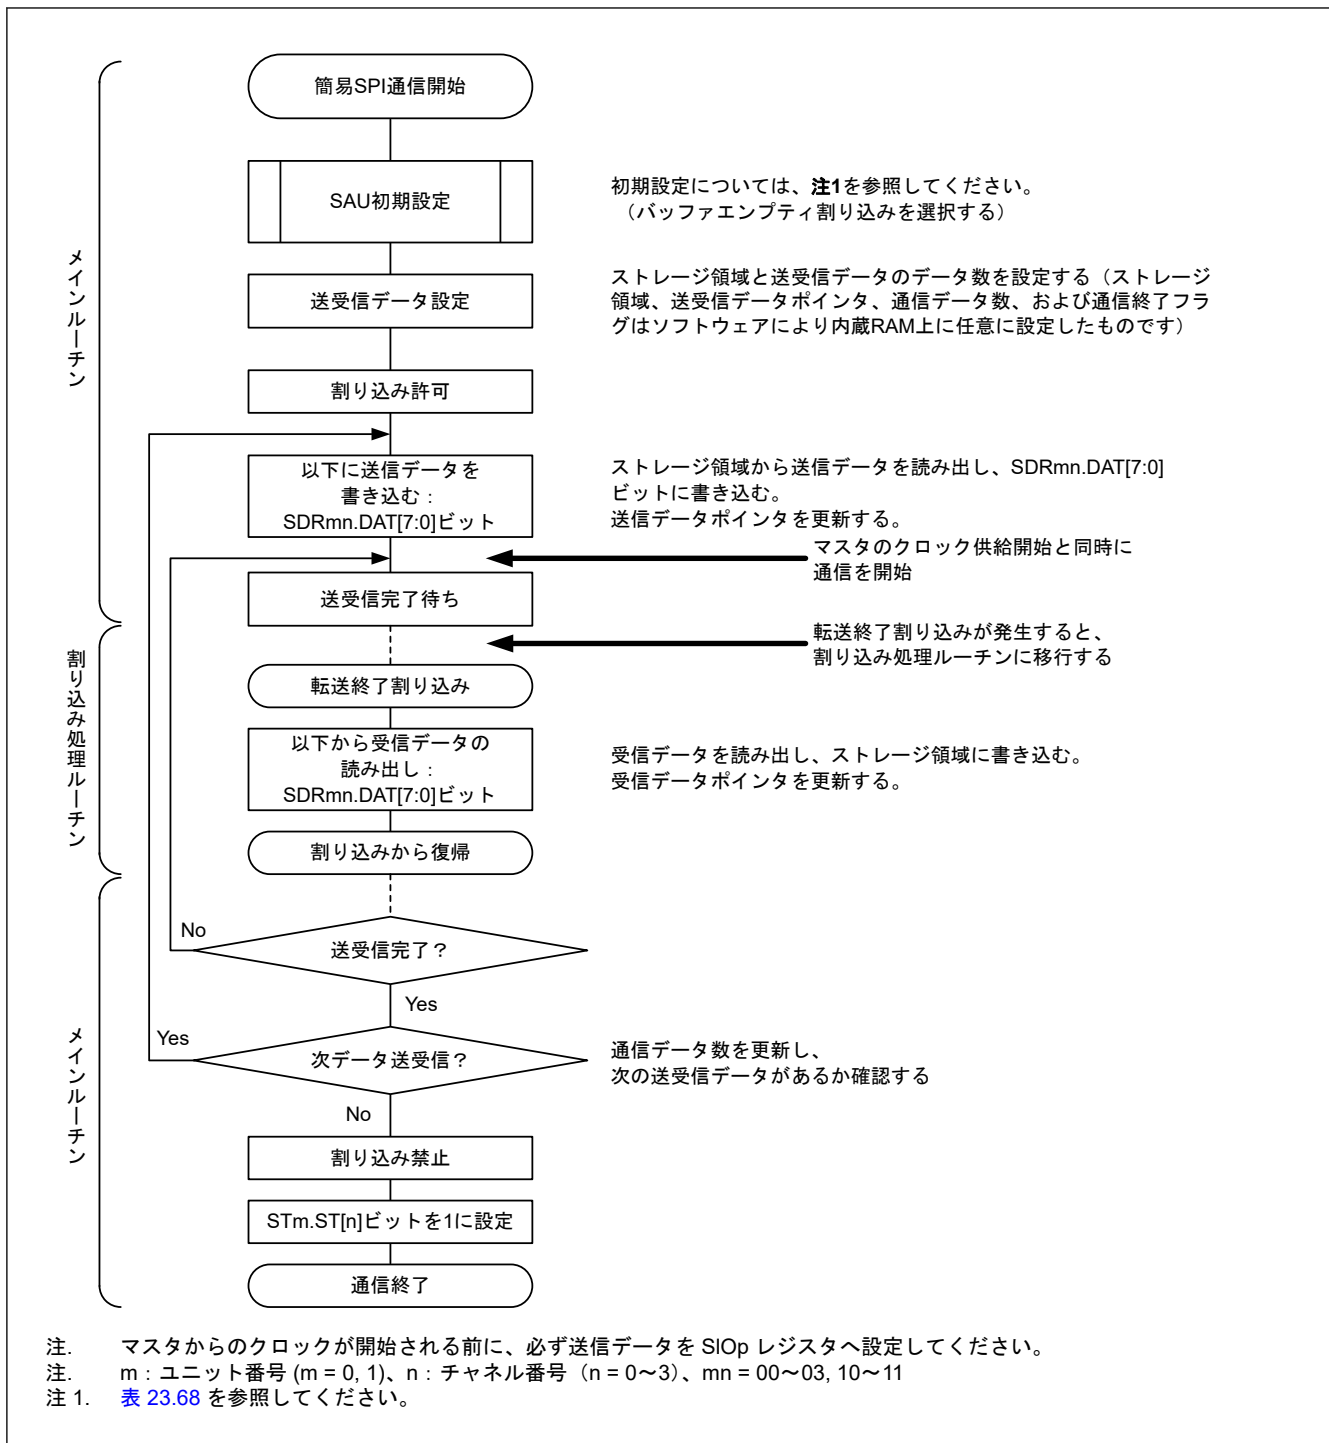 簡易SPI通信開始
SAU初期設定
初期設定については、注1を参照してください。
（バッファエンプティ割り込みを選択する）
メインルーチン
送受信データ設定
ストレージ領域と送受信データのデータ数を設定する（ストレージ
領域、送受信データポインタ、通信データ数、および通信終了フラ
グはソフトウェアにより内蔵RAM上に任意に設定したものです）
割り込み許可
以下に送信データを
書き込む：
SDRmn.DAT[7:0]ビット
ストレージ領域から送信データを読み出し、SDRmn.DAT[7:0]
ビットに書き込む。
送信データポインタを更新する。
マスタのクロック供給開始と同時に
通信を開始
送受信完了待ち
転送終了割り込みが発生すると、
割り込み処理ルーチンに移行する
割り込み処理ルーチン
転送終了割り込み
以下から受信データの
読み出し：
SDRmn.DAT[7:0]ビット
受信データを読み出し、ストレージ領域に書き込む。
受信データポインタを更新する。
割り込みから復帰
No
送受信完了？
Yes
メインルーチン
Yes
次データ送受信？
通信データ数を更新し、
次の送受信データがあるか確認する
No
割り込み禁止
STm.ST[n]ビットを1に設定
通信終了
注. マスタからのクロックが開始される前に、必ず送信データを SIOp レジスタへ設定してください。
注. m：ユニット番号 (m = 0, 1)、n：チャネル番号（n = 0～3）、mn = 00～03, 10～11
注 1. 表 23.68 を参照してください。